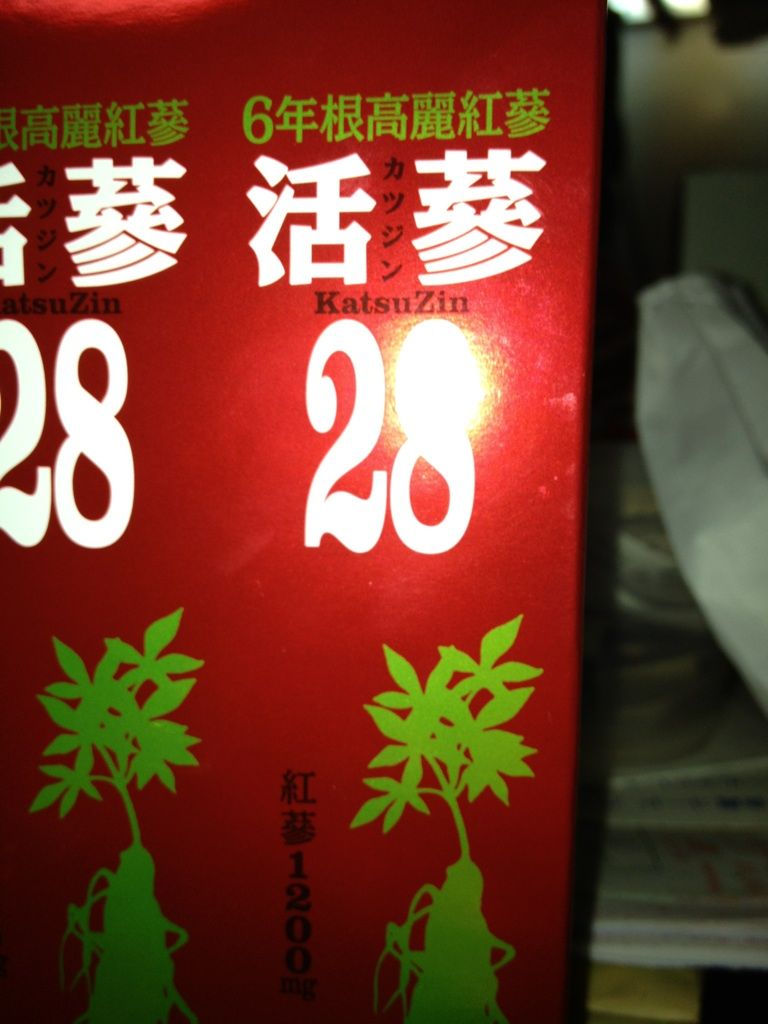 根高麗紅蔘
活蔘
カツジン
atsuZin
28
6年根高麗紅蔘
活蔘
カツジン
KatsuZin
28
紅蔘1200mg